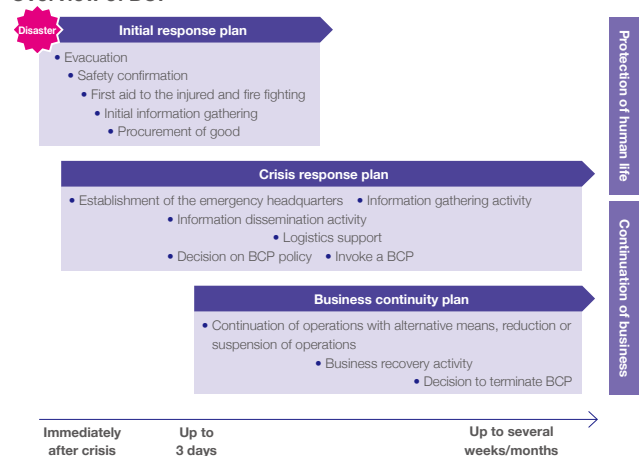 Disaster
Initial response plan
• Evacuation
• Safety confirmation
• First aid to the injured and fire fighting
• Initial information gathering
• Procurement of good
Crisis response plan
• Establishment of the emergency headquarters • Information gathering activity
• Information dissemination activity
• Logistics support
• Decision on BCP policy • Invoke a BCP
Business continuity plan
• Continuation of operations with alternative means, reduction or
suspension of operations
• Business recovery activity
• Decision to terminate BCP
Protection of human life
Continuation of business
Immediately
after crisis
Up to
3 days
Up to several
weeks/months